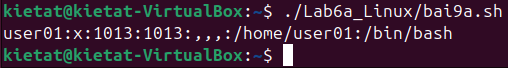 kietat@kietat-VirtualBox:~$ ./Lab6a_Linux/bai9a.sh
user01:x:1013:1013:,,,:/home/user01:/bin/bash
kietat@kietat-VirtualBox:~$